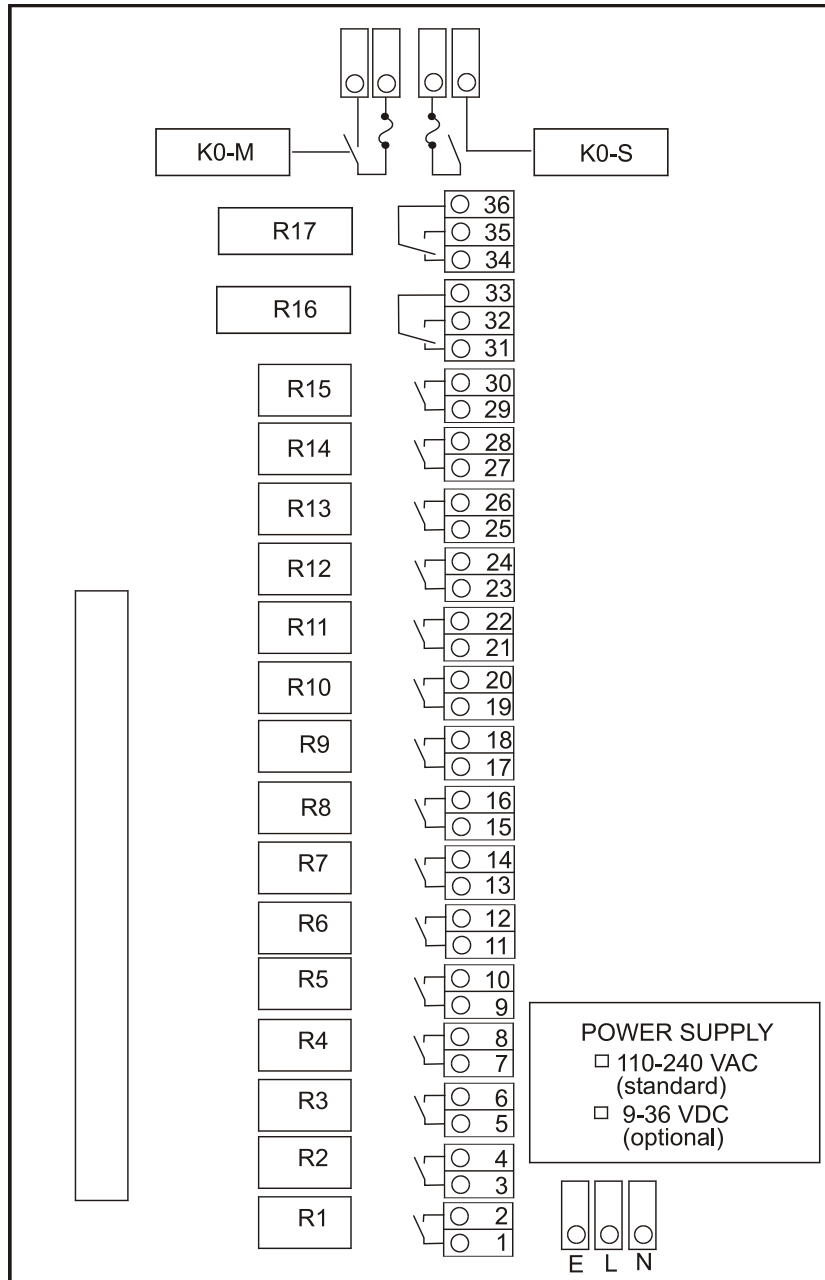 K0-M
K0-S
R17
36
35
34
R16
33
32
31
R15
30
29
R14
28
27
R13
26
25
R12
24
23
R11
22
21
R10
20
19
R9
18
17
R8
16
15
R7
14
13
R6
12
11
R5
10
9
R4
8
7
R3
6
5
R2
4
3
R1
2
1
POWER SUPPLY
110-240 VAC
(standard)
9-36 VDC
(optional)
E L N